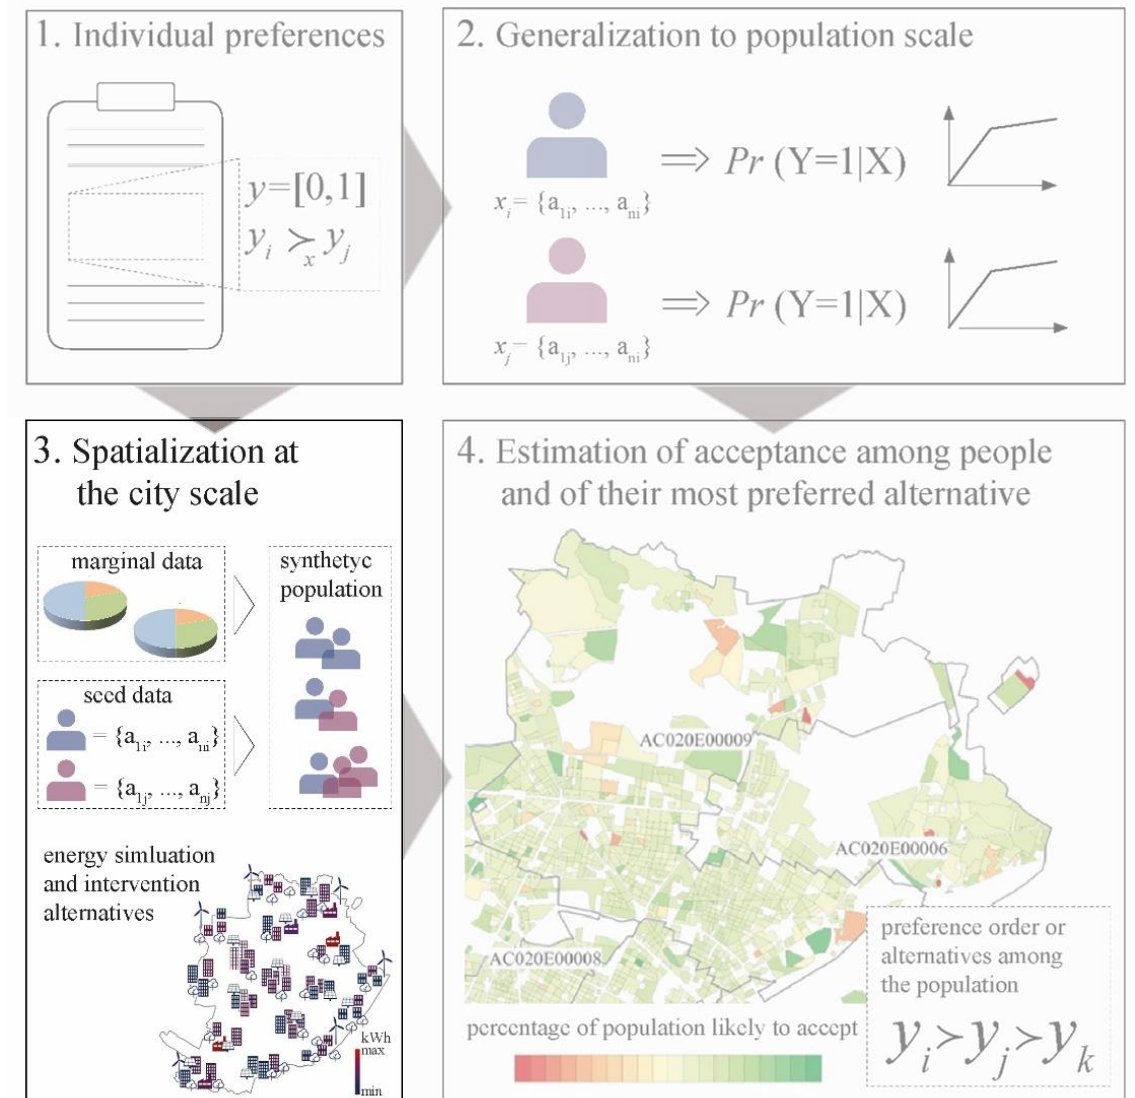 1. Individual preferences
y=[0,1]
yᵢ ≻ₓ yⱼ
2. Generalization to population scale
⟹ Pr (Y=1|X)
xᵢ= {a₁ᵢ, ..., aₙᵢ}
⟹ Pr (Y=1|X)
xⱼ= {a₁ⱼ, ..., aₙᵢ}
3. Spatialization at
the city scale
marginal data
synthetyc
population
seed data
= {a₁ᵢ, ..., aₙᵢ}
= {a₁ⱼ, ..., aₙⱼ}
energy simluation
and intervention
alternatives
kWh
max
min
4. Estimation of acceptance among people
and of their most preferred alternative
AC020E00009
AC020E00006
AC020E00008
percentage of population likely to accept
preference order or
alternatives among
the population
yᵢ>yⱼ>yₖ